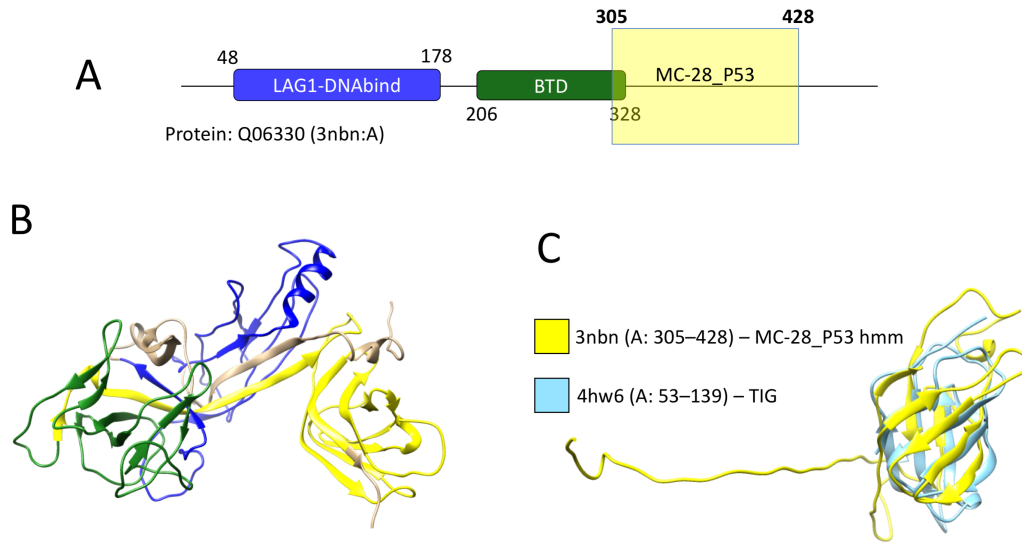 305
428
A
48
178
LAG1-DNAbind
BTD
MC-28_P53
206
328
Protein: Q06330 (3nbn:A)
B
C
3nbn (A: 305–428) – MC-28_P53 hmm
4hw6 (A: 53–139) – TIG